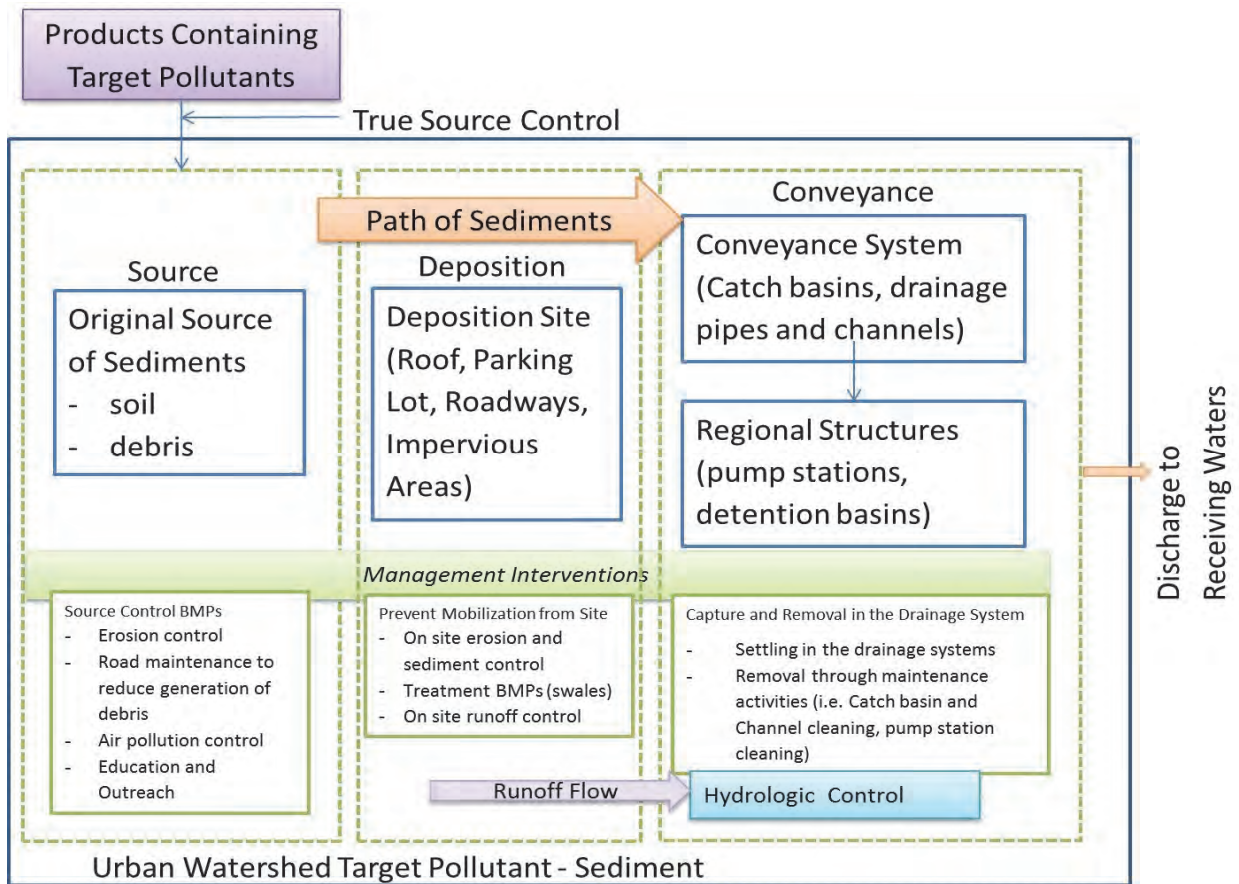 Products Containing
Target Pollutants
True Source Control
Path of Sediments
Source
Original Source
of Sediments
- soil
- debris
Deposition
Deposition Site
(Roof, Parking
Lot, Roadways,
Impervious
Areas)
Conveyance
Conveyance System
(Catch basins, drainage
pipes and channels)
Regional Structures
(pump stations,
detention basins)
Discharge to
Receiving Waters
Management Interventions
Source Control BMPs
- Erosion control
- Road maintenance to
reduce generation of
debris
- Air pollution control
- Education and
Outreach
Prevent Mobilization from Site
- On site erosion and
sediment control
- Treatment BMPs (swales)
- On site runoff control
Capture and Removal in the Drainage System
- Settling in the drainage systems
- Removal through maintenance
activities (i.e. Catch basin and
Channel cleaning, pump station
cleaning)
Runoff Flow
Hydrologic Control
Urban Watershed Target Pollutant - Sediment